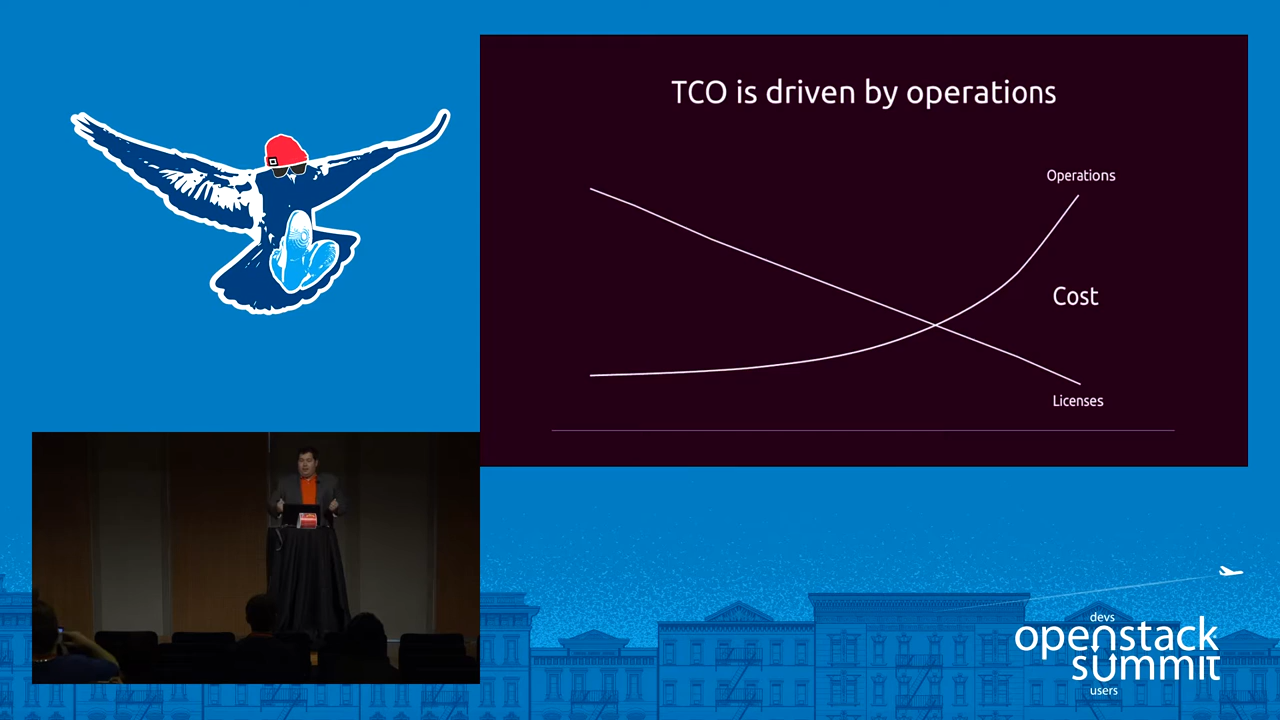 TCO is driven by operations
Operations
Cost
Licenses
devs
openstack
summit
users